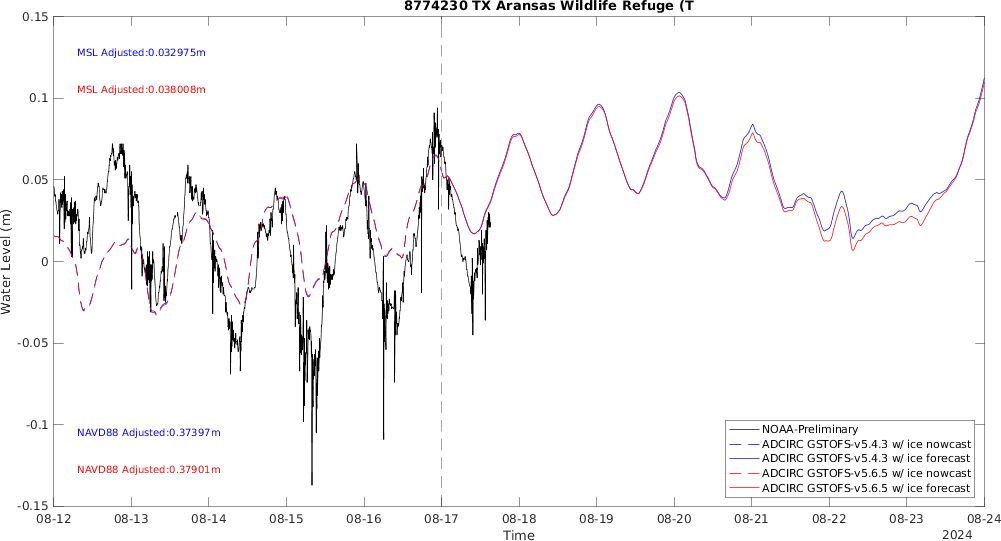 8774230 TX Aransas Wildlife Refuge (T
0.15
0.1
0.05
0
-0.05
-0.1
-0.15
Water Level (m)
MSL Adjusted:0.032975m
MSL Adjusted:0.038008m
NAVD88 Adjusted:0.37397m
NAVD88 Adjusted:0.37901m
NOAA-Preliminary
ADCIRC GSTOFS-v5.4.3 w/ ice nowcast
ADCIRC GSTOFS-v5.4.3 w/ ice forecast
ADCIRC GSTOFS-v5.6.5 w/ ice nowcast
ADCIRC GSTOFS-v5.6.5 w/ ice forecast
08-12 08-13 08-14 08-15 08-16 08-17 08-18 08-19 08-20 08-21 08-22 08-23 08-24
Time
2024